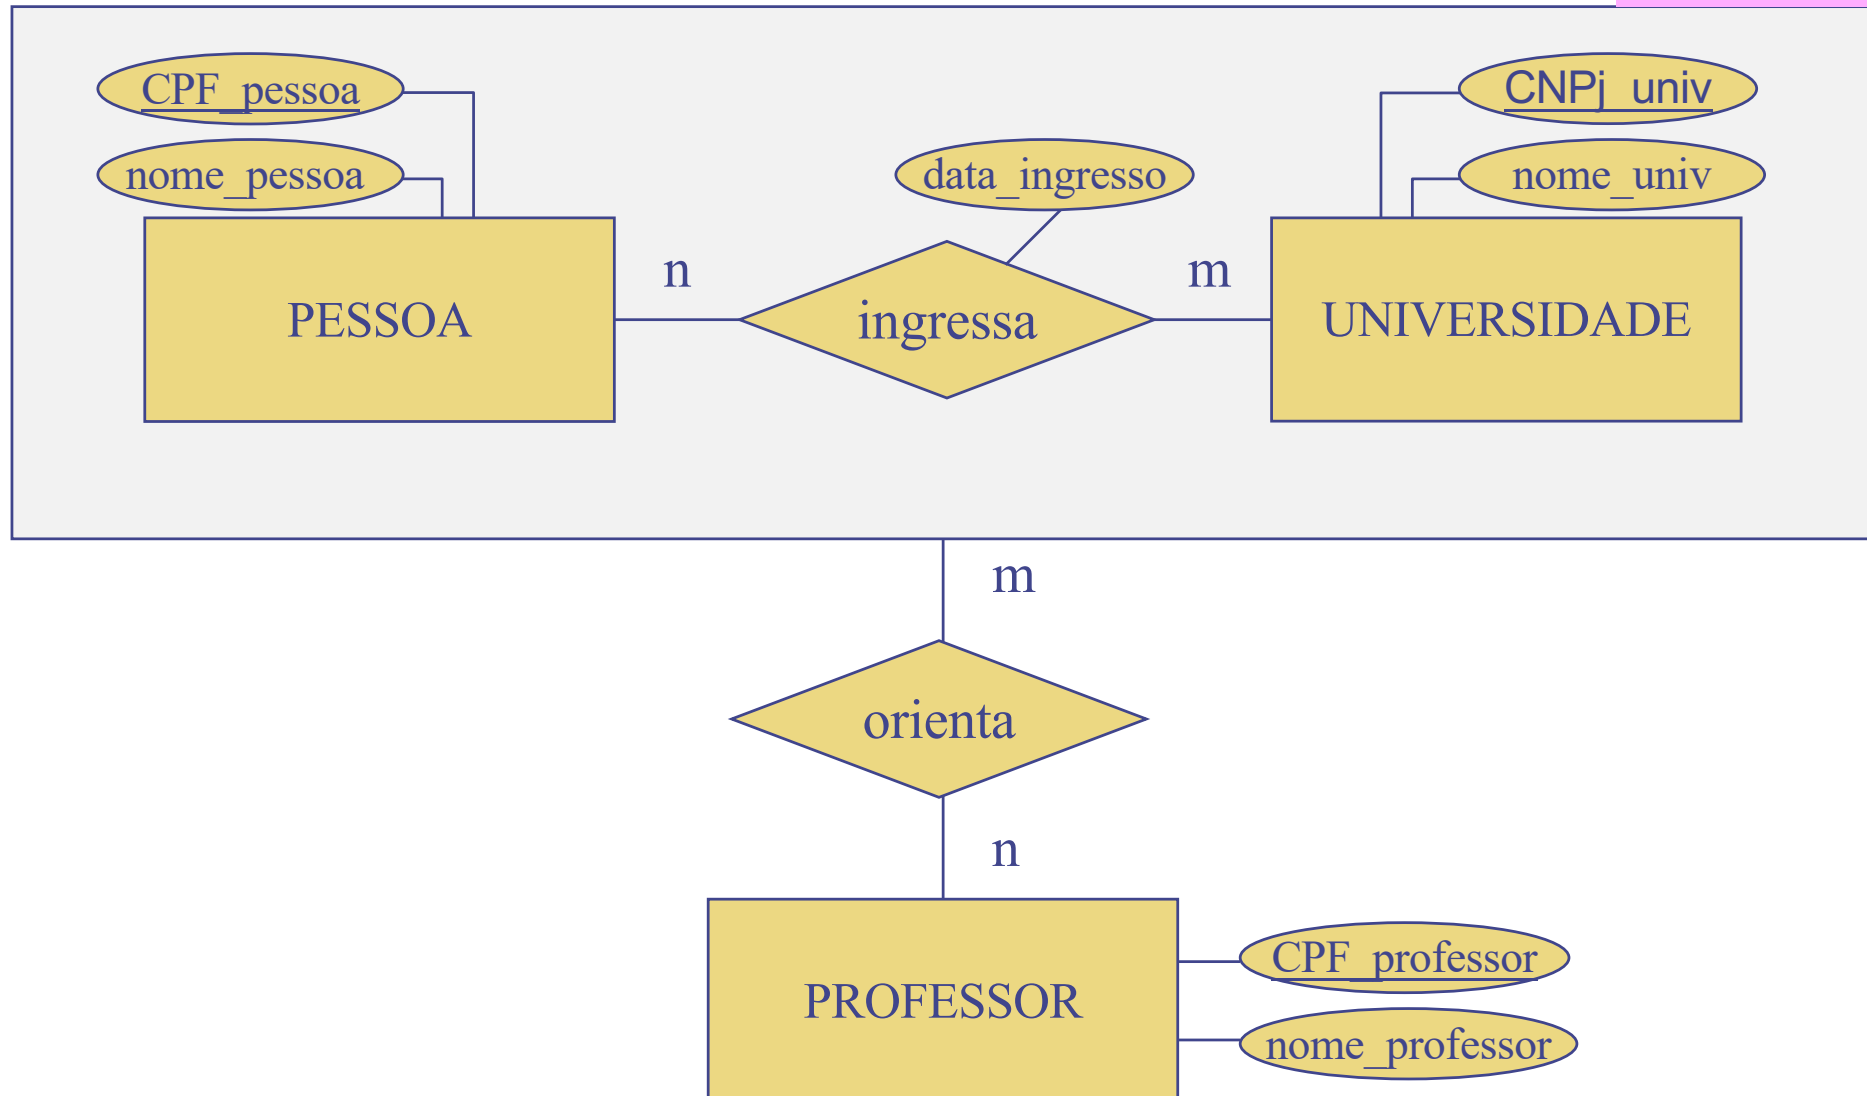 CPF_pessoa
CNPj_univ
nome_pessoa
data_ingresso
nome_univ
n
m
PESSOA
ingressa
UNIVERSIDADE
m
orienta
n
CPF_professor
PROFESSOR
nome_professor